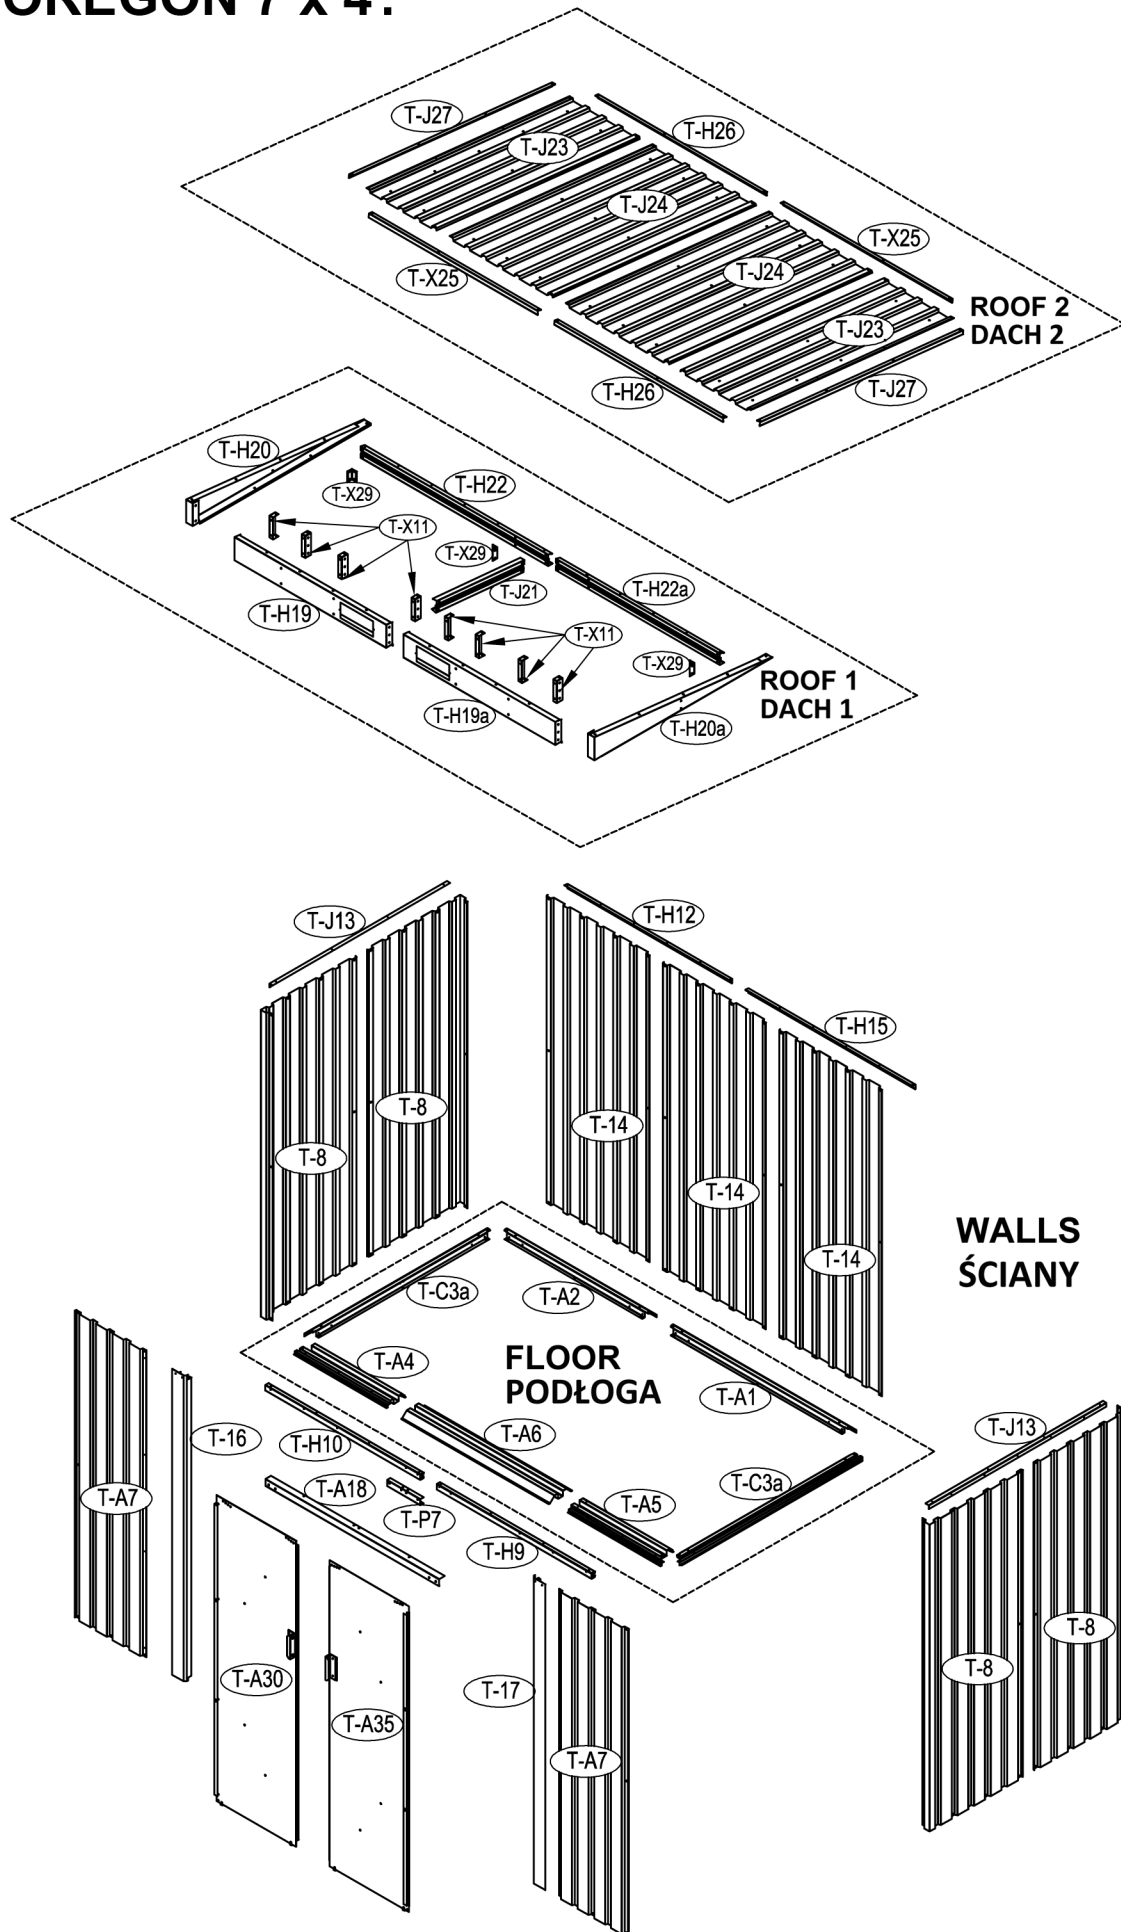 OREGON 7 x 4.
T-J27
T-H26
T-J23
T-J24
T-X25
T-J24
T-X25
T-J23
ROOF 2
DACH 2
T-H26
T-J27
T-H20
T-H22
T-X29
T-X11
T-X29
T-J21
T-H22a
T-H19
T-X11
T-X29
ROOF 1
DACH 1
T-H19a
T-H20a
T-J13
T-H12
T-H15
T-8
T-14
T-8
T-14
T-14
WALLS
ŚCIANY
T-C3a
T-A2
T-A4
FLOOR
PODŁOGA
T-A1
T-16
T-H10
T-A6
T-J13
T-A7
T-A18
T-P7
T-A5
T-C3a
T-H9
T-8
T-8
T-A30
T-17
T-A35
T-A7